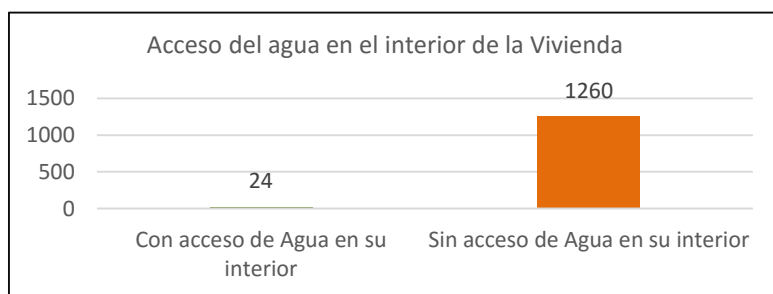 Acceso del agua en el interior de la Vivienda
1260
1500
1000
500
24
0
Con acceso de Agua en su
interior
Sin acceso de Agua en su interior